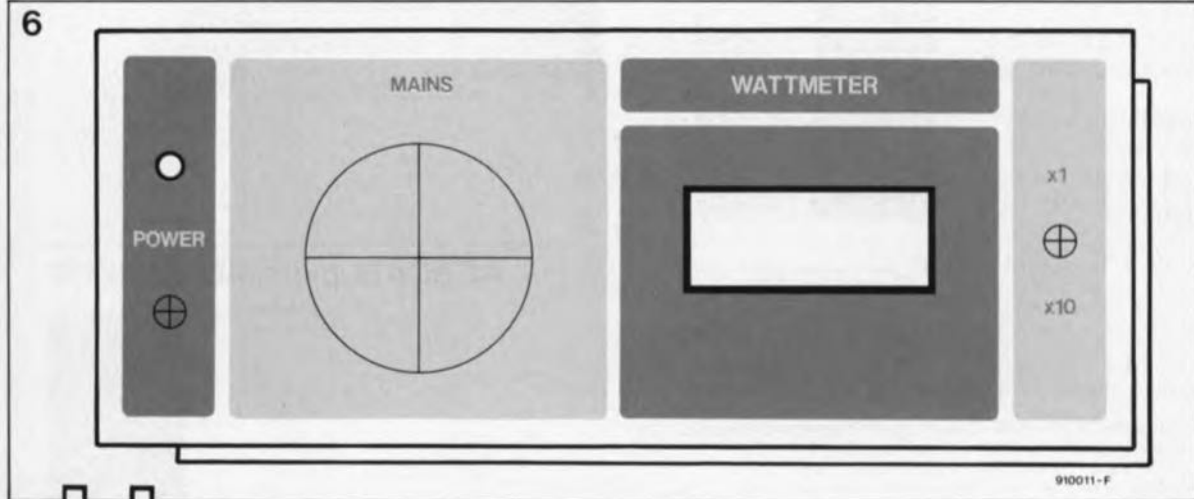 6
MAINS
WATTMETER
POWER
x1
x10
910011-F